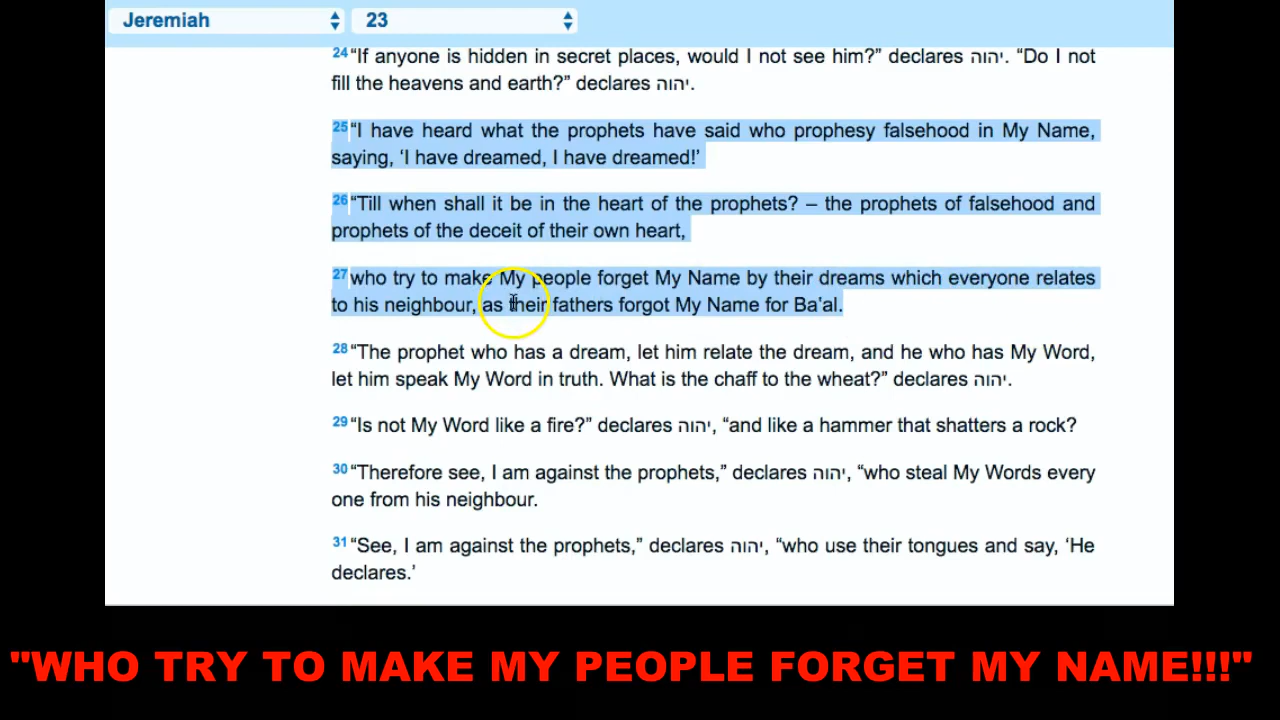 Jeremiah 23
24 “If anyone is hidden in secret places, would I not see him?” declares יהוה. “Do I not
fill the heavens and earth?” declares יהוה.
25 “I have heard what the prophets have said who prophesy falsehood in My Name,
saying, ‘I have dreamed, I have dreamed!’
26 “Till when shall it be in the heart of the prophets? – the prophets of falsehood and
prophets of the deceit of their own heart,
27 who try to make My people forget My Name by their dreams which everyone relates
to his neighbour, as their fathers forgot My Name for Ba’al.
28 “The prophet who has a dream, let him relate the dream, and he who has My Word,
let him speak My Word in truth. What is the chaff to the wheat?” declares יהוה.
29 “Is not My Word like a fire?” declares יהוה, “and like a hammer that shatters a rock?
30 “Therefore see, I am against the prophets,” declares יהוה, “who steal My Words every
one from his neighbour.
31 “See, I am against the prophets,” declares יהוה, “who use their tongues and say, ‘He
declares.’
"WHO TRY TO MAKE MY PEOPLE FORGET MY NAME!!!"